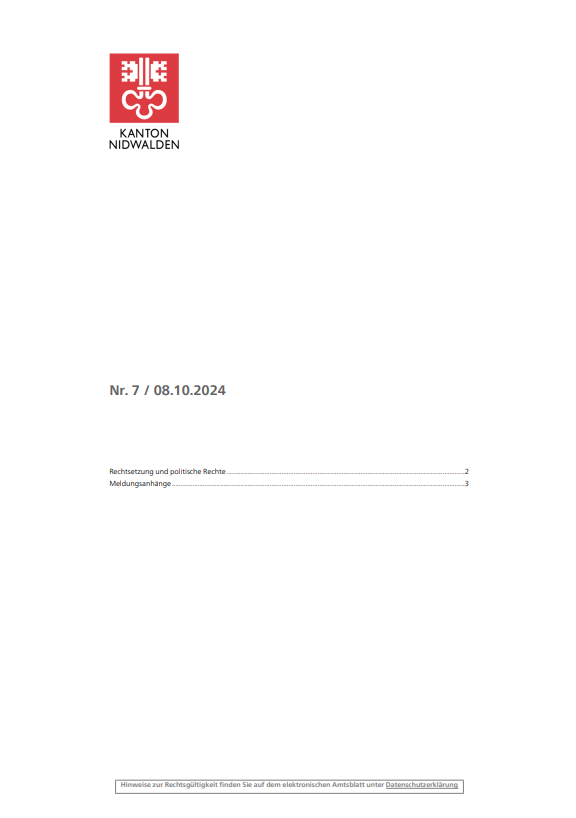 KANTON
NIDWALDEN
Nr. 7 / 08.10.2024
Rechtsetzung und politische Rechte 2
Meldungsanhänge 3
Hinweise zur Rechtsgültigkeit finden Sie auf dem elektronischen Amtsblatt unter Datenschutzerklärung